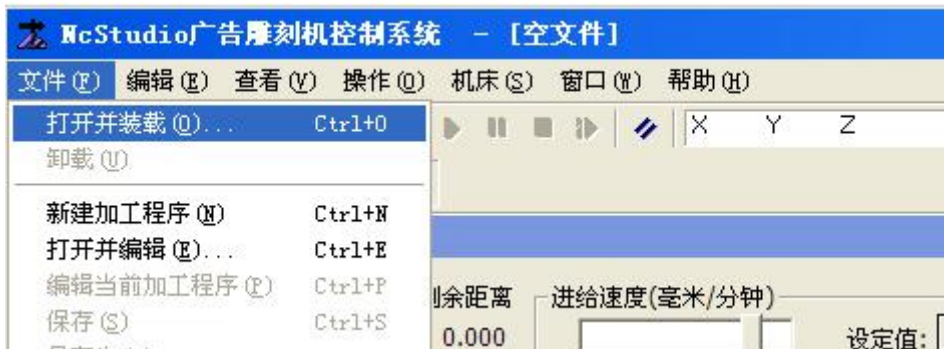 NcStudio广告雕刻机控制系统 - [空文件]
文件(F) 编辑(E) 查看(V) 操作(O) 机床(S) 窗口(W) 帮助(H)
打开并装载(O)... Ctrl+O
X Y Z
卸载(U)
新建加工程序(N) Ctrl+N
打开并编辑(E)... Ctrl+E
编辑当前加工程序(P) Ctrl+P
余距离 进给速度(毫米/分钟)
保存(S) Ctrl+S
0.000
设定值: